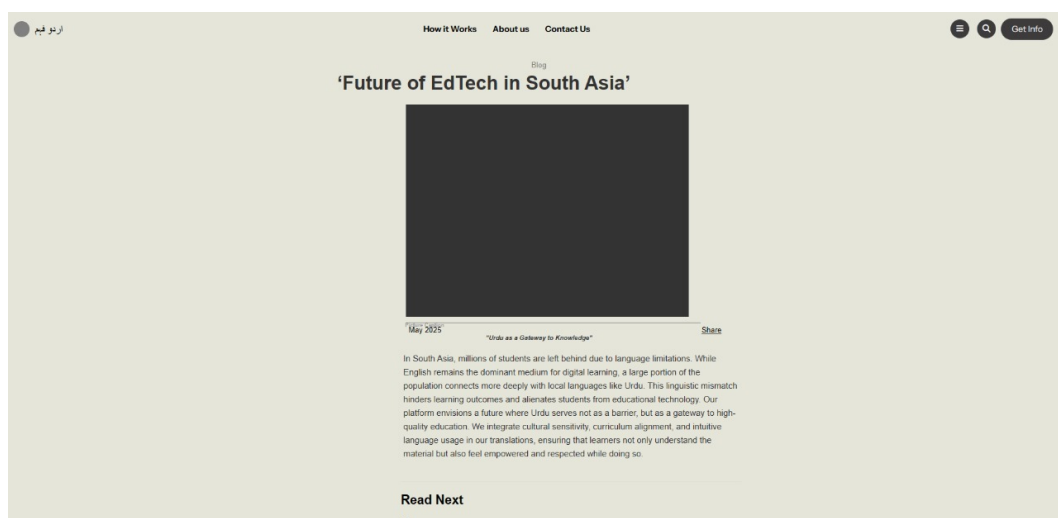 اردو فہم
How it Works About us Contact Us
Get Info
Blog
‘Future of EdTech in South Asia’
May 2025
Share
"Urdu as a Gateway to Knowledge"
In South Asia, millions of students are left behind due to language limitations. While
English remains the dominant medium for digital learning, a large portion of the
population connects more deeply with local languages like Urdu. This linguistic mismatch
hinders learning outcomes and alienates students from educational technology. Our
platform envisions a future where Urdu serves not as a barrier, but as a gateway to high-
quality education. We integrate cultural sensitivity, curriculum alignment, and intuitive
language usage in our translations, ensuring that learners not only understand the
material but also feel empowered and respected while doing so.
Read Next